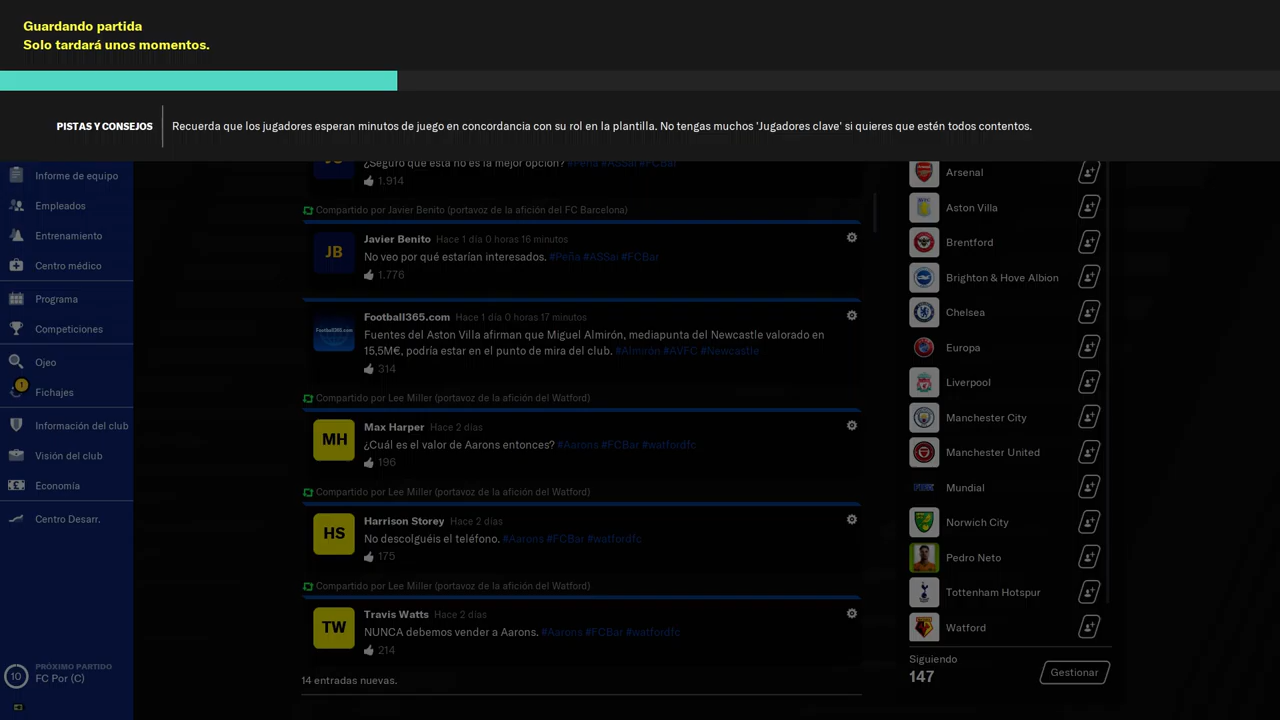 Guardando partida
Solo tardará unos momentos.
PISTAS Y CONSEJOS
Recuerda que los jugadores esperan minutos de juego en concordancia con su rol en la plantilla. No tengas muchos 'Jugadores clave' si quieres que estén todos contentos.
Informe de equipo
Empleados
Entrenamiento
Centro médico
Programa
Competiciones
Ojeo
1
Fichajes
Información del club
Visión del club
Economía
Centro Desarr.
10
PRÓXIMO PARTIDO
FC Por (C)
¿Seguro que esta no es la mejor opción? #Peña #ASSai #FCBar
1.914
Compartido por Javier Benito (portavoz de la afición del FC Barcelona)
JB
Javier Benito Hace 1 día 0 horas 16 minutos
No veo por qué estarían interesados. #Peña #ASSai #FCBar
1.776
Football365.com
Football365.com Hace 1 día 0 horas 17 minutos
Fuentes del Aston Villa afirman que Miguel Almirón, mediapunta del Newcastle valorado en
15,5M€, podría estar en el punto de mira del club. #Almirón #AVFC #Newcastle
314
Compartido por Lee Miller (portavoz de la afición del Watford)
MH
Max Harper Hace 2 días
¿Cuál es el valor de Aarons entonces? #Aarons #FCBar #watfordfc
196
Compartido por Lee Miller (portavoz de la afición del Watford)
HS
Harrison Storey Hace 2 días
No descolguéis el teléfono. #Aarons #FCBar #watfordfc
175
Compartido por Lee Miller (portavoz de la afición del Watford)
TW
Travis Watts Hace 2 días
NUNCA debemos vender a Aarons. #Aarons #FCBar #watfordfc
214
14 entradas nuevas.
Arsenal
Aston Villa
Brentford
Brighton & Hove Albion
Chelsea
Europa
Liverpool
Manchester City
Manchester United
Mundial
Norwich City
Pedro Neto
Tottenham Hotspur
Watford
Siguiendo
147
Gestionar